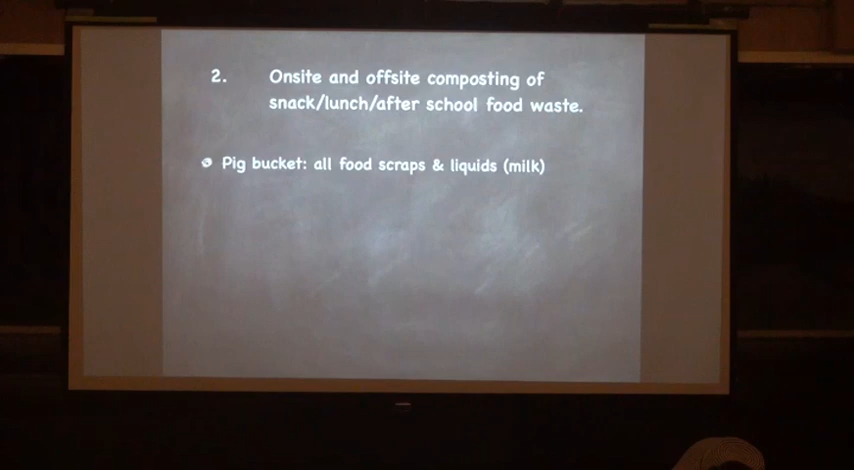 2. Onsite and offsite composting of
snack/lunch/after school food waste.
Pig bucket: all food scraps & liquids (milk)